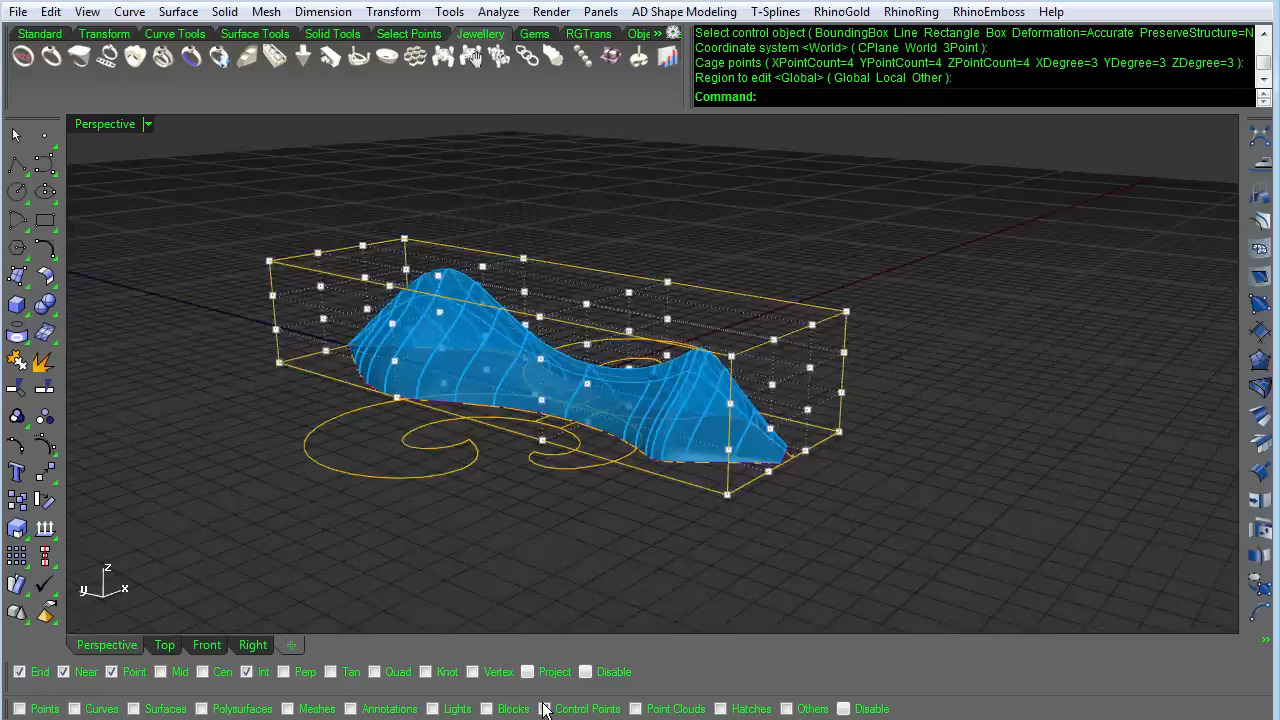 File Edit View Curve Surface Solid Mesh Dimension Transform Tools Analyze Render Panels AD Shape Modeling T-Splines RhinoGold RhinoRing RhinoEmboss Help
Standard Transform Curve Tools Surface Tools Solid Tools Select Points Jewellery Gems RGTrans Obje »
Select control object ( BoundingBox Line Rectangle Box Deformation=Accurate PreserveStructure=N
Coordinate system <World> ( CPlane World 3Point ):
Cage points ( XPointCount=4 YPointCount=4 ZPointCount=4 XDegree=3 YDegree=3 ZDegree=3 ):
Region to edit <Global> ( Global Local Other ):
Command:
Perspective
z
y x
Perspective Top Front Right
End Near Point Mid Cen Int Perp Tan Quad Knot Vertex Project Disable
Points Curves Surfaces Polysurfaces Meshes Annotations Lights Blocks Control Points Point Clouds Hatches Others Disable